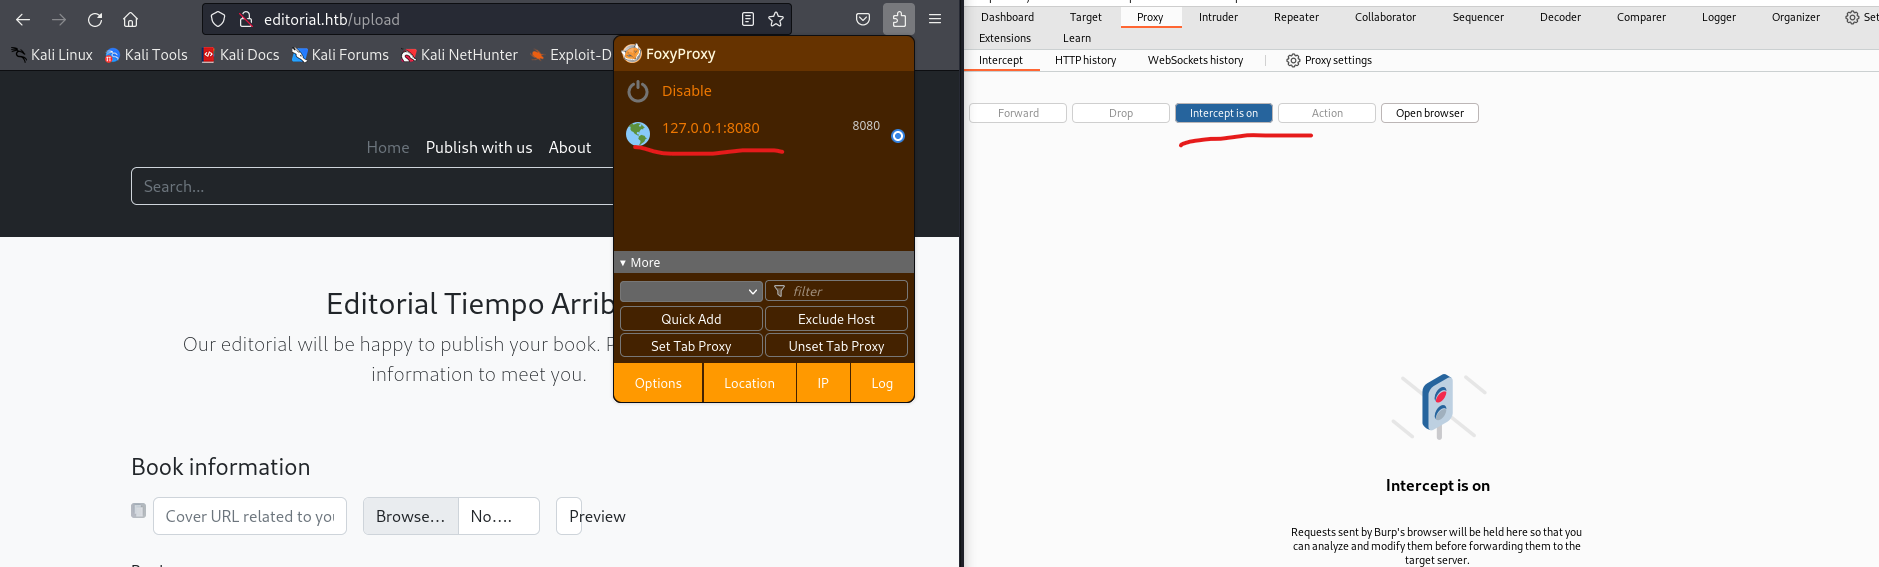 editorial.htb/upload
Kali Linux Kali Tools Kali Docs Kali Forums Kali NetHunter Exploit-D
Home Publish with us About
Search...
Editorial Tiempo Arrib
Our editorial will be happy to publish your book. P
information to meet you.
Book information
Cover URL related to you Browse... No.... Preview
FoxyProxy
Disable
127.0.0.1:8080 8080
More
filter
Quick Add Exclude Host
Set Tab Proxy Unset Tab Proxy
Options Location IP Log
Dashboard Target Proxy Intruder Repeater Collaborator Sequencer Decoder Comparer Logger Organizer Set
Extensions Learn
Intercept HTTP history WebSockets history Proxy settings
Forward Drop Intercept is on Action Open browser
Intercept is on
Requests sent by Burp's browser will be held here so that you
can analyze and modify them before forwarding them to the
target server.